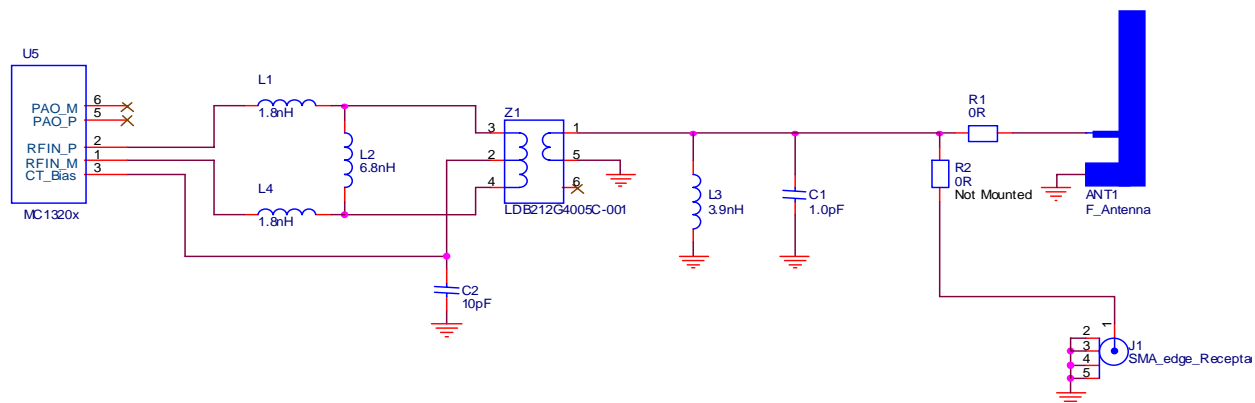 U5
PAO_M
6
PAO_P
5
RFIN_P
2
RFIN_M
1
CT_Bias
3
MC1320x
L1
1.8nH
L2
6.8nH
L4
1.8nH
C2
10pF
Z1
3
1
2
5
4
6
LDB212G4005C-001
L3
3.9nH
C1
1.0pF
R1
0R
R2
0R
Not Mounted
ANT1
F_Antenna
1
2
3
4
5
J1
SMA_edge_Recepta